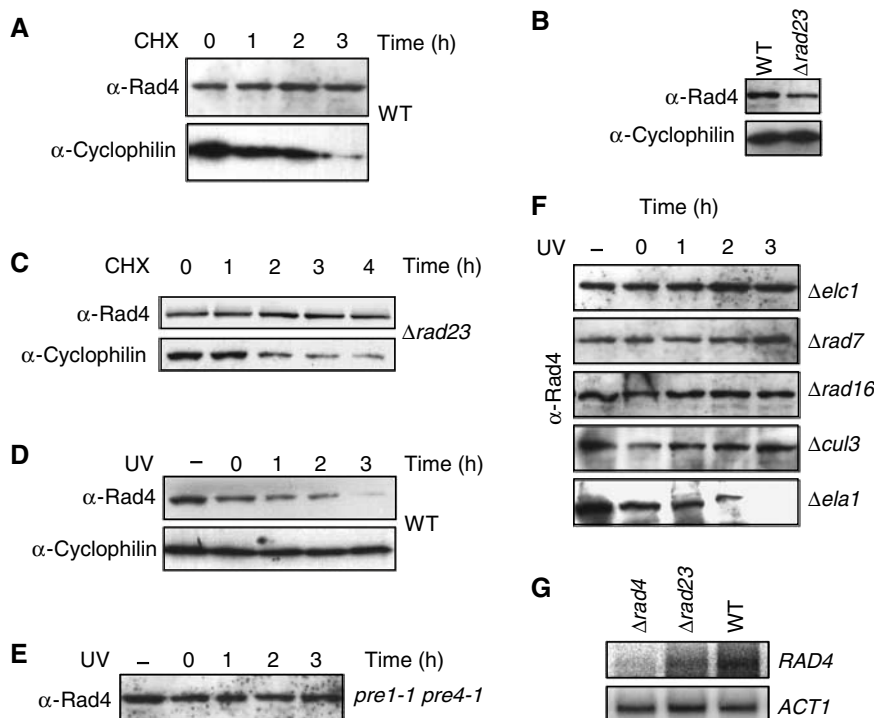 A
CHX 0 1 2 3 Time (h)
α-Rad4
α-Cyclophilin
WT
B
WT Δrad23
α-Rad4
α-Cyclophilin
C
CHX 0 1 2 3 4 Time (h)
α-Rad4
α-Cyclophilin
Δrad23
D
UV – 0 1 2 3 Time (h)
α-Rad4
α-Cyclophilin
WT
E
UV – 0 1 2 3 Time (h)
α-Rad4 pre1-1 pre4-1
F
Time (h)
UV – 0 1 2 3
α-Rad4
Δelc1
Δrad7
Δrad16
Δcul3
Δela1
G
Δrad4 Δrad23 WT
RAD4
ACT1